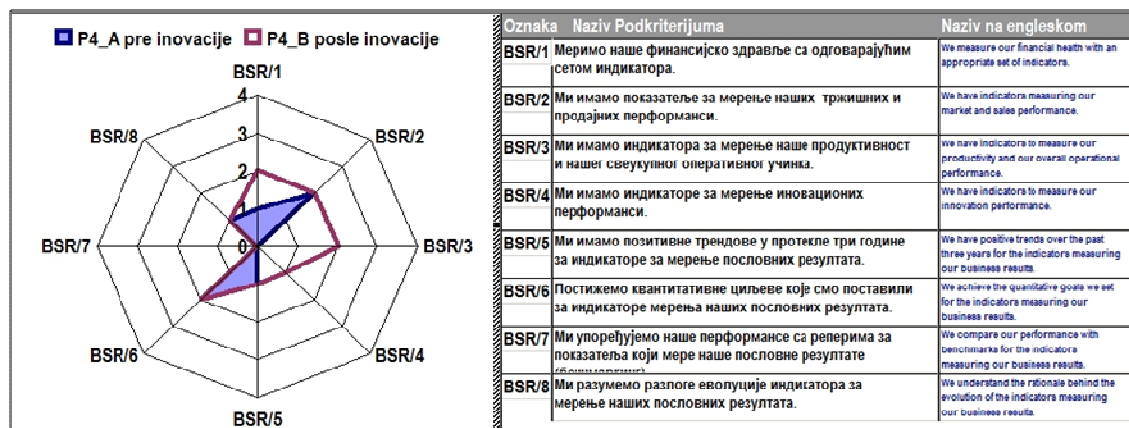 P4_A pre inovacije P4_B posle inovacije
BSR/1
4
BSR/8
BSR/2
3
2
1
BSR/7
0
BSR/3
BSR/6
BSR/4
BSR/5
Oznaka Naziv Podkriterijuma Naziv na engleskom
BSR/1
Меримо наше финансијско здравље са одговарајућим
сетом индикатора.
We measure our financial health with an
appropriate set of indicators.
BSR/2
Ми имамо показатеље за мерење наших тржишних и
продајних перформанси.
We have indicators measuring our
market and sales performance.
BSR/3
Ми имамо индикатора за мерење наше продуктивност
и нашег свеукупног оперативног учинка.
We have indicators to measure our
productivity and our overall operational
performance.
BSR/4
Ми имамо индикаторе за мерење иновационих
перформанси.
We have indicators to measure our
innovation performance.
BSR/5
Ми имамо позитивне трендове у протекле три године
за индикаторе за мерење пословних резултата.
We have positive trends over the past
three years for the indicators measuring
our business results.
BSR/6
Постижемо квантитативне циљеве које смо поставили
за индикаторе мерења наших пословних резултата.
We achieve the quantitative goals we set
for the indicators measuring our
business results.
BSR/7
Ми упоређујемо наше перформансе са реперима за
показатеља који мере наше пословне резултате
We compare our performance with
benchmarks for the indicators
measuring our business results.
BSR/8
Ми разумемо разлоге еволуције индикатора за
мерење наших пословних резултата.
We understand the rationale behind the
evolution of the indicators measuring
our business results.